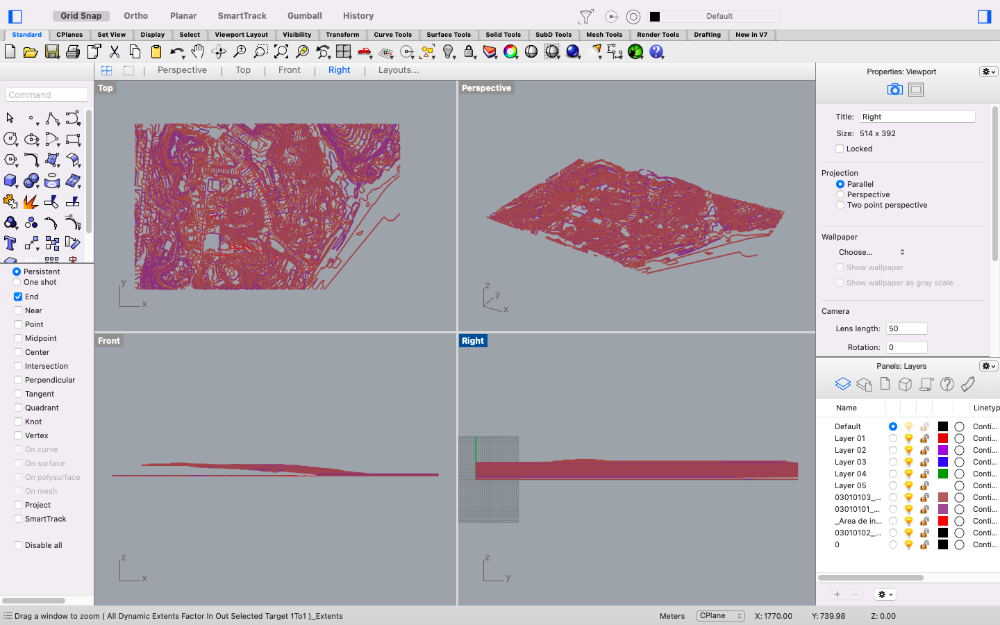 Grid Snap Ortho Planar SmartTrack Gumball History Default
Standard CPlanes Set View Display Select Viewport Layout Visibility Transform Curve Tools Surface Tools Solid Tools SubD Tools Mesh Tools Render Tools Drafting New in V7
Perspective Top Front Right Layouts...
Command
Persistent
One shot
End
Near
Point
Midpoint
Center
Intersection
Perpendicular
Tangent
Quadrant
Knot
Vertex
On curve
On surface
On polysurface
On mesh
Project
SmartTrack
Disable all
Top
y
x
Perspective
z
y
x
Front
z
x
Right
z
y
Properties: Viewport
Title: Right
Size: 514 x 392
Locked
Projection
Parallel
Perspective
Two point perspective
Wallpaper
Choose...
Show wallpaper
Show wallpaper as gray scale
Camera
Lens length: 50
Rotation: 0
Panels: Layers
Name Linetyp
Default Conti...
Layer 01 Conti...
Layer 02 Conti...
Layer 03 Conti...
Layer 04 Conti...
Layer 05 Conti...
03010103_... Conti...
03010101_... Conti...
_Area de in... Conti...
03010102_... Conti...
0 Conti...
Drag a window to zoom ( All Dynamic Extents Factor In Out Selected Target 1To1 )_Extents Meters CPlane X: 1770.00 Y: 739.98 Z: 0.00